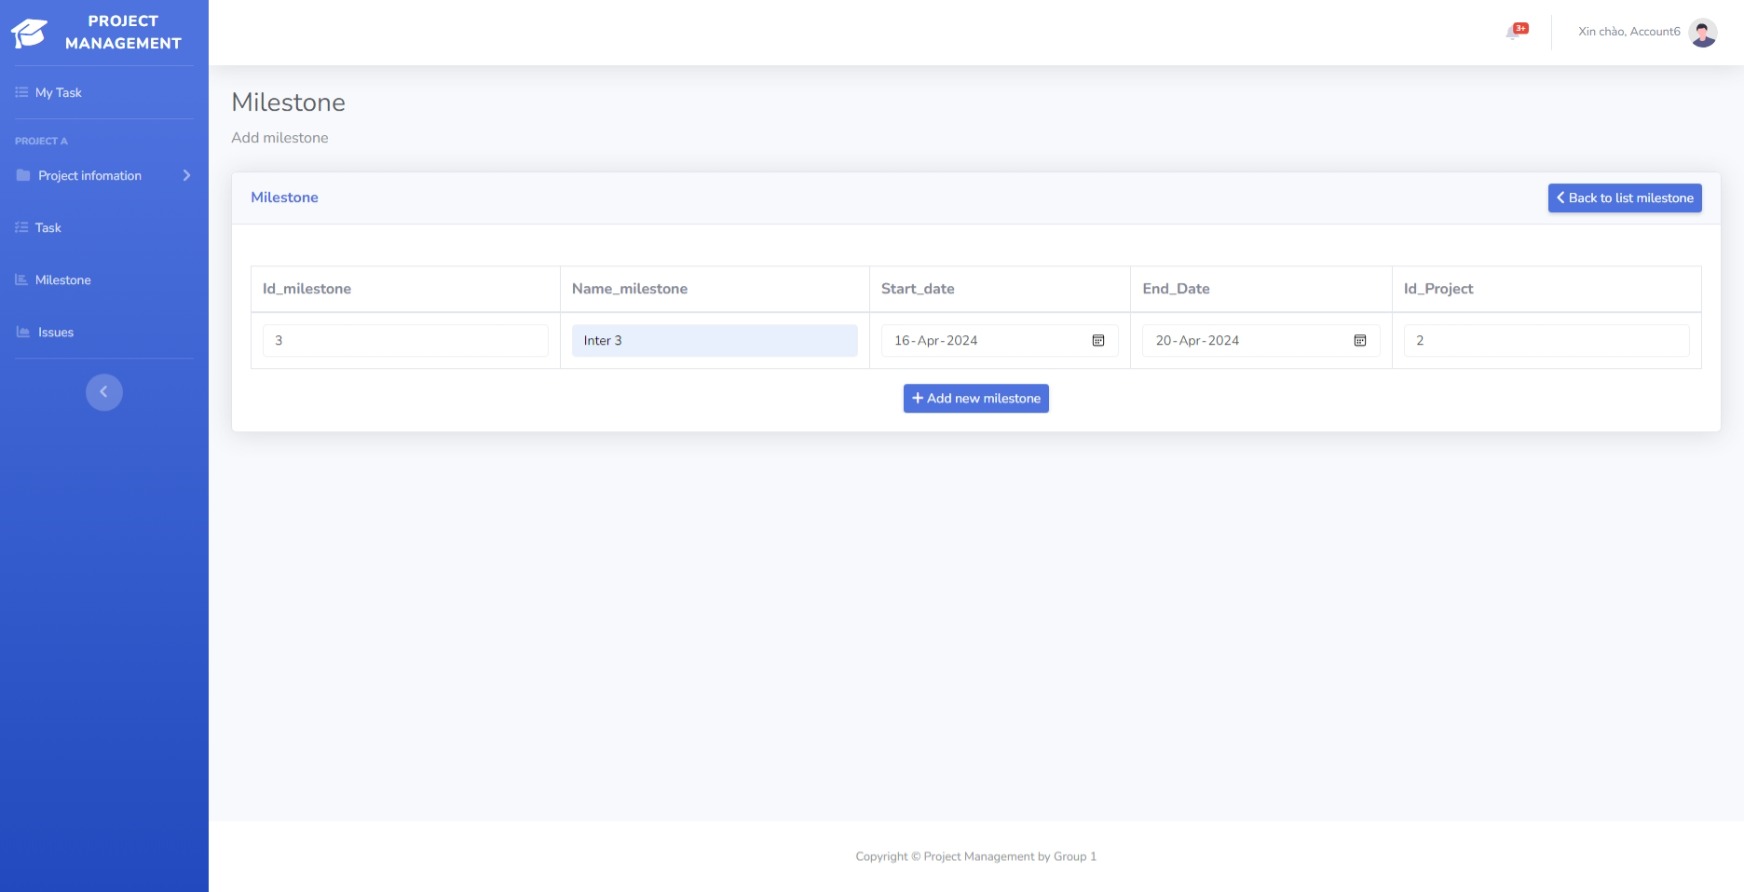 PROJECT
MANAGEMENT
3+
Xin chào, Account6
My Task
PROJECT A
Project infomation
Task
Milestone
Issues
Milestone
Add milestone
Milestone
Back to list milestone
Id_milestone Name_milestone Start_date End_Date Id_Project
3 Inter 3 16-Apr-2024 20-Apr-2024 2
Add new milestone
Copyright © Project Management by Group 1